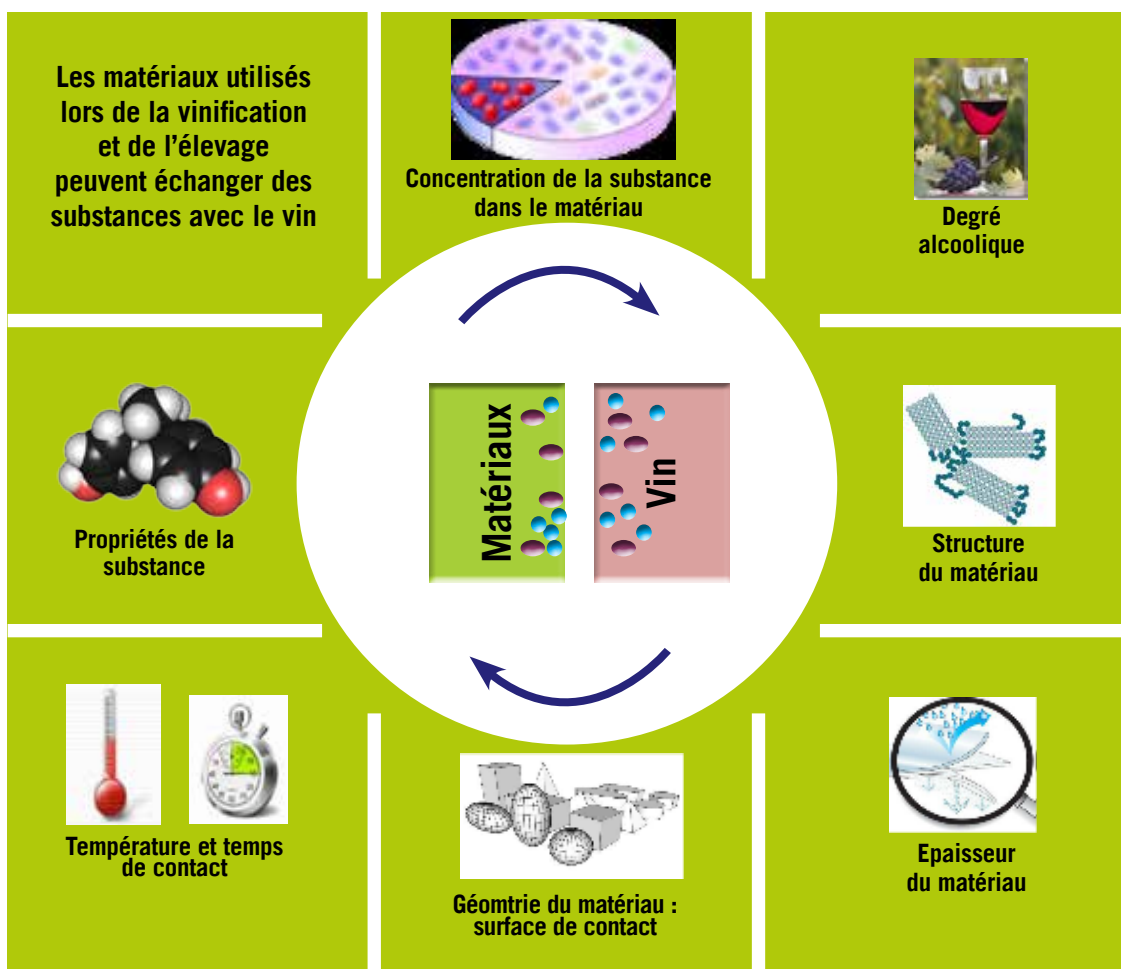 Les matériaux utilisés
lors de la vinification
et de l’élevage
peuvent échanger des
substances avec le vin
Concentration de la substance
dans le matériau
Degré
alcoolique
Propriétés de la
substance
Matériaux
Vin
Structure
du matériau
Température et temps
de contact
Géomtrie du matériau :
surface de contact
Epaisseur
du matériau